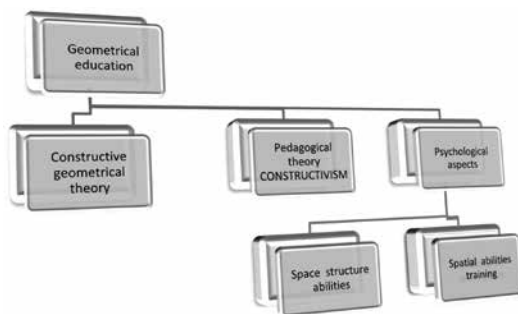 Geometrical
education
Constructive
geometrical
theory
Pedagogical
theory
CONSTRUCTIVISM
Psychological
aspects
Space structure
abilities
Spatial abilities
training